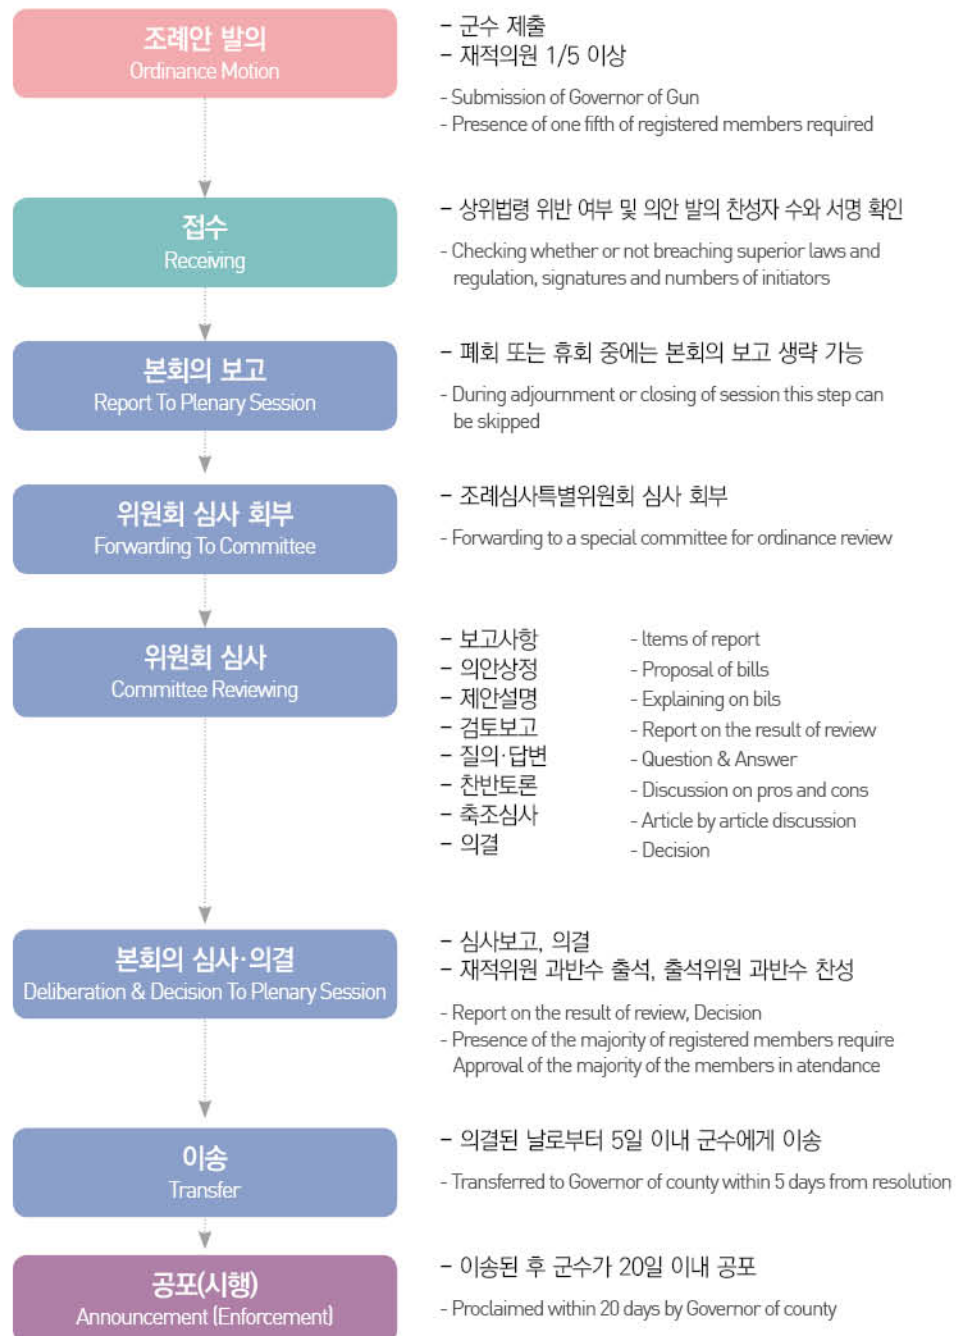 조례안 발의
Ordinance Motion
– 군수 제출
– 재적의원 1/5 이상
- Submission of Governor of Gun
- Presence of one fifth of registered members required
접수
Receiving
– 상위법령 위반 여부 및 의안 발의 찬성자 수와 서명 확인
- Checking whether or not breaching superior laws and
regulation, signatures and numbers of initiators
본회의 보고
Report To Plenary Session
– 폐회 또는 휴회 중에는 본회의 보고 생략 가능
- During adjournment or closing of session this step can
be skipped
위원회 심사 회부
Forwarding To Committee
– 조례심사특별위원회 심사 회부
- Forwarding to a special committee for ordinance review
위원회 심사
Committee Reviewing
– 보고사항
– 의안상정
– 제안설명
– 검토보고
– 질의·답변
– 찬반토론
– 축조심사
– 의결
- Items of report
- Proposal of bills
- Explaining on bils
- Report on the result of review
- Question & Answer
- Discussion on pros and cons
- Article by article discussion
- Decision
본회의 심사·의결
Deliberation & Decision To Plenary Session
– 심사보고, 의결
– 재적위원 과반수 출석, 출석위원 과반수 찬성
- Report on the result of review, Decision
- Presence of the majority of registered members require
Approval of the majority of the members in atendance
이송
Transfer
– 의결된 날로부터 5일 이내 군수에게 이송
- Transferred to Governor of county within 5 days from resolution
공포(시행)
Announcement (Enforcement)
– 이송된 후 군수가 20일 이내 공포
- Proclaimed within 20 days by Governor of county